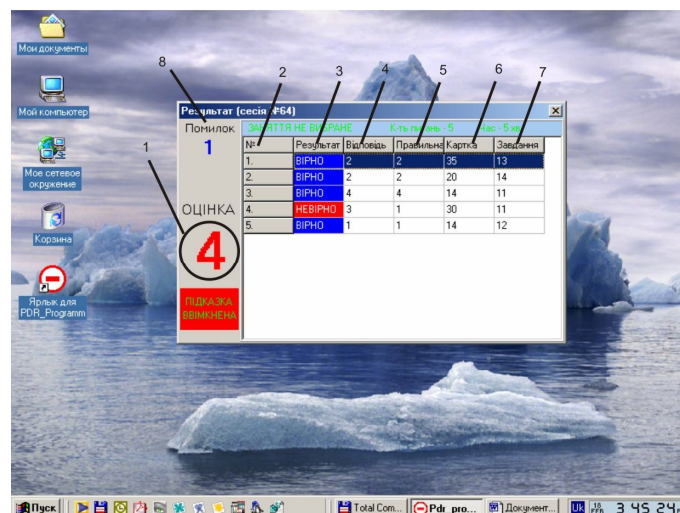 Мои документы
Мой компьютер
Мое сетевое
окружение
Корзина
Ярлык для
PDR_Programm
8
2
3
4
5
6
7
1
Результат (сесія №64)
Помилок
1
ЗАНЯТТЯ НЕ ВИБРАНЕ К-ть питань - 5 Час - 5 хв
№ Результат Відповідь Правильна Картка Завдання
1. ВІРНО 2 2 35 13
2. ВІРНО 2 2 20 14
3. ВІРНО 4 4 14 11
4. НЕВІРНО 3 1 30 11
5. ВІРНО 1 1 14 12
ОЦІНКА
4
ПІДКАЗКА
ВВІМКНЕНА
Пуск Total Com... Pdr_pro... Документ... Uk 18 FEB 3 45 24